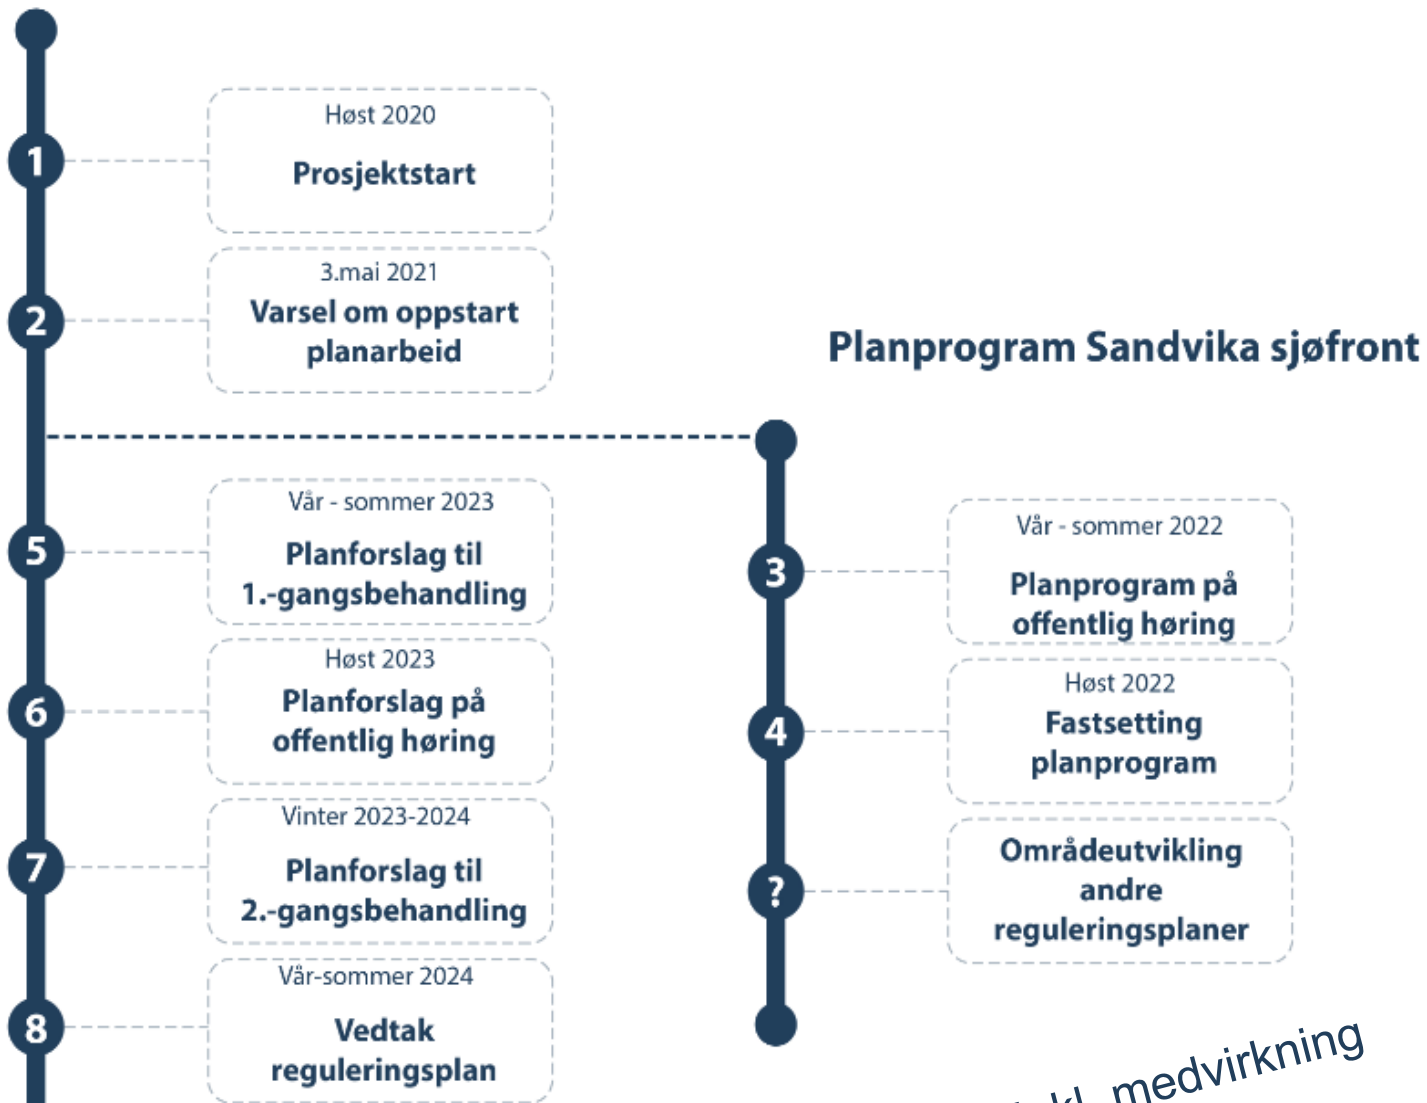 1
Høst 2020
Prosjektstart
2
3.mai 2021
Varsel om oppstart
planarbeid
5
Vår - sommer 2023
Planforslag til
1.-gangsbehandling
6
Høst 2023
Planforslag på
offentlig høring
7
Vinter 2023-2024
Planforslag til
2.-gangsbehandling
8
Vår-sommer 2024
Vedtak
reguleringsplan
Planprogram Sandvika sjøfront
3
Vår - sommer 2022
Planprogram på
offentlig høring
4
Høst 2022
Fastsetting
planprogram
?
Områdeutvikling
andre
reguleringsplaner
medvirkning